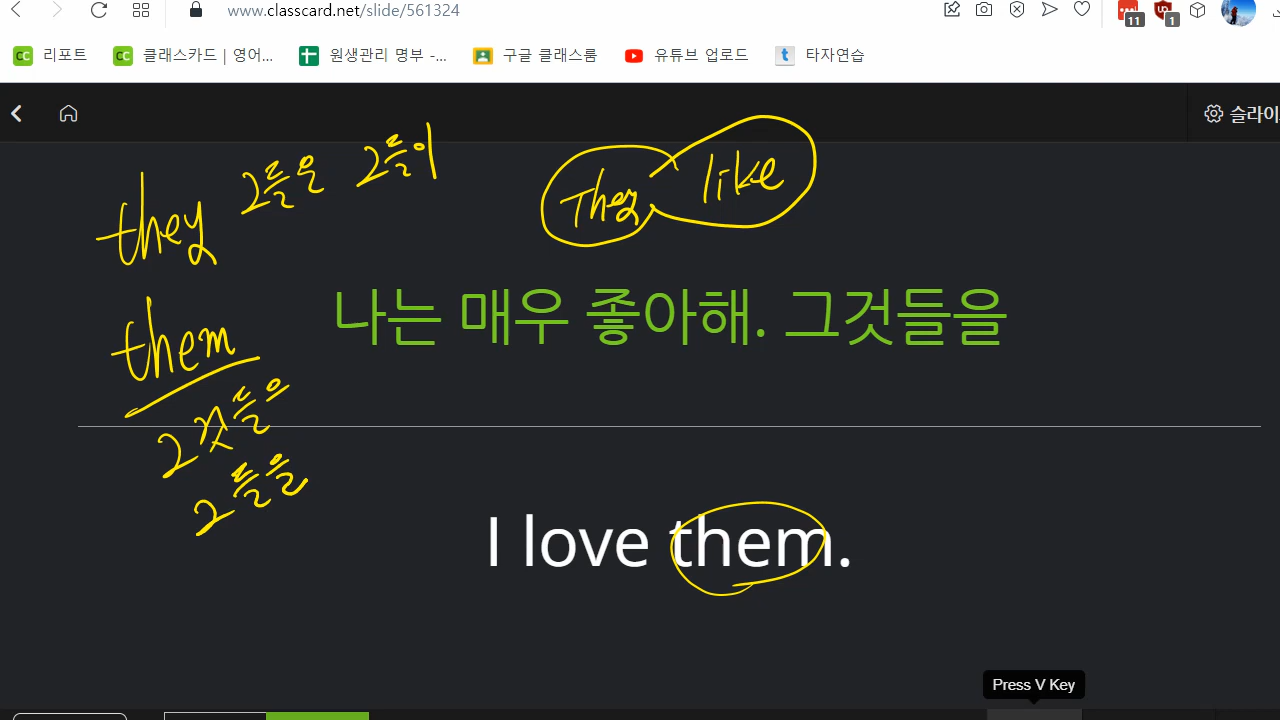 www.classcard.net/slide/561324
11
1
리포트
클래스카드 | 영어...
원생관리 명부 -...
구글 클래스룸
유튜브 업로드
타자연습
슬라이
they 그들은 그들이
They like
나는 매우 좋아해. 그것들을
them
그것들을
그들을
I love them.
Press V Key